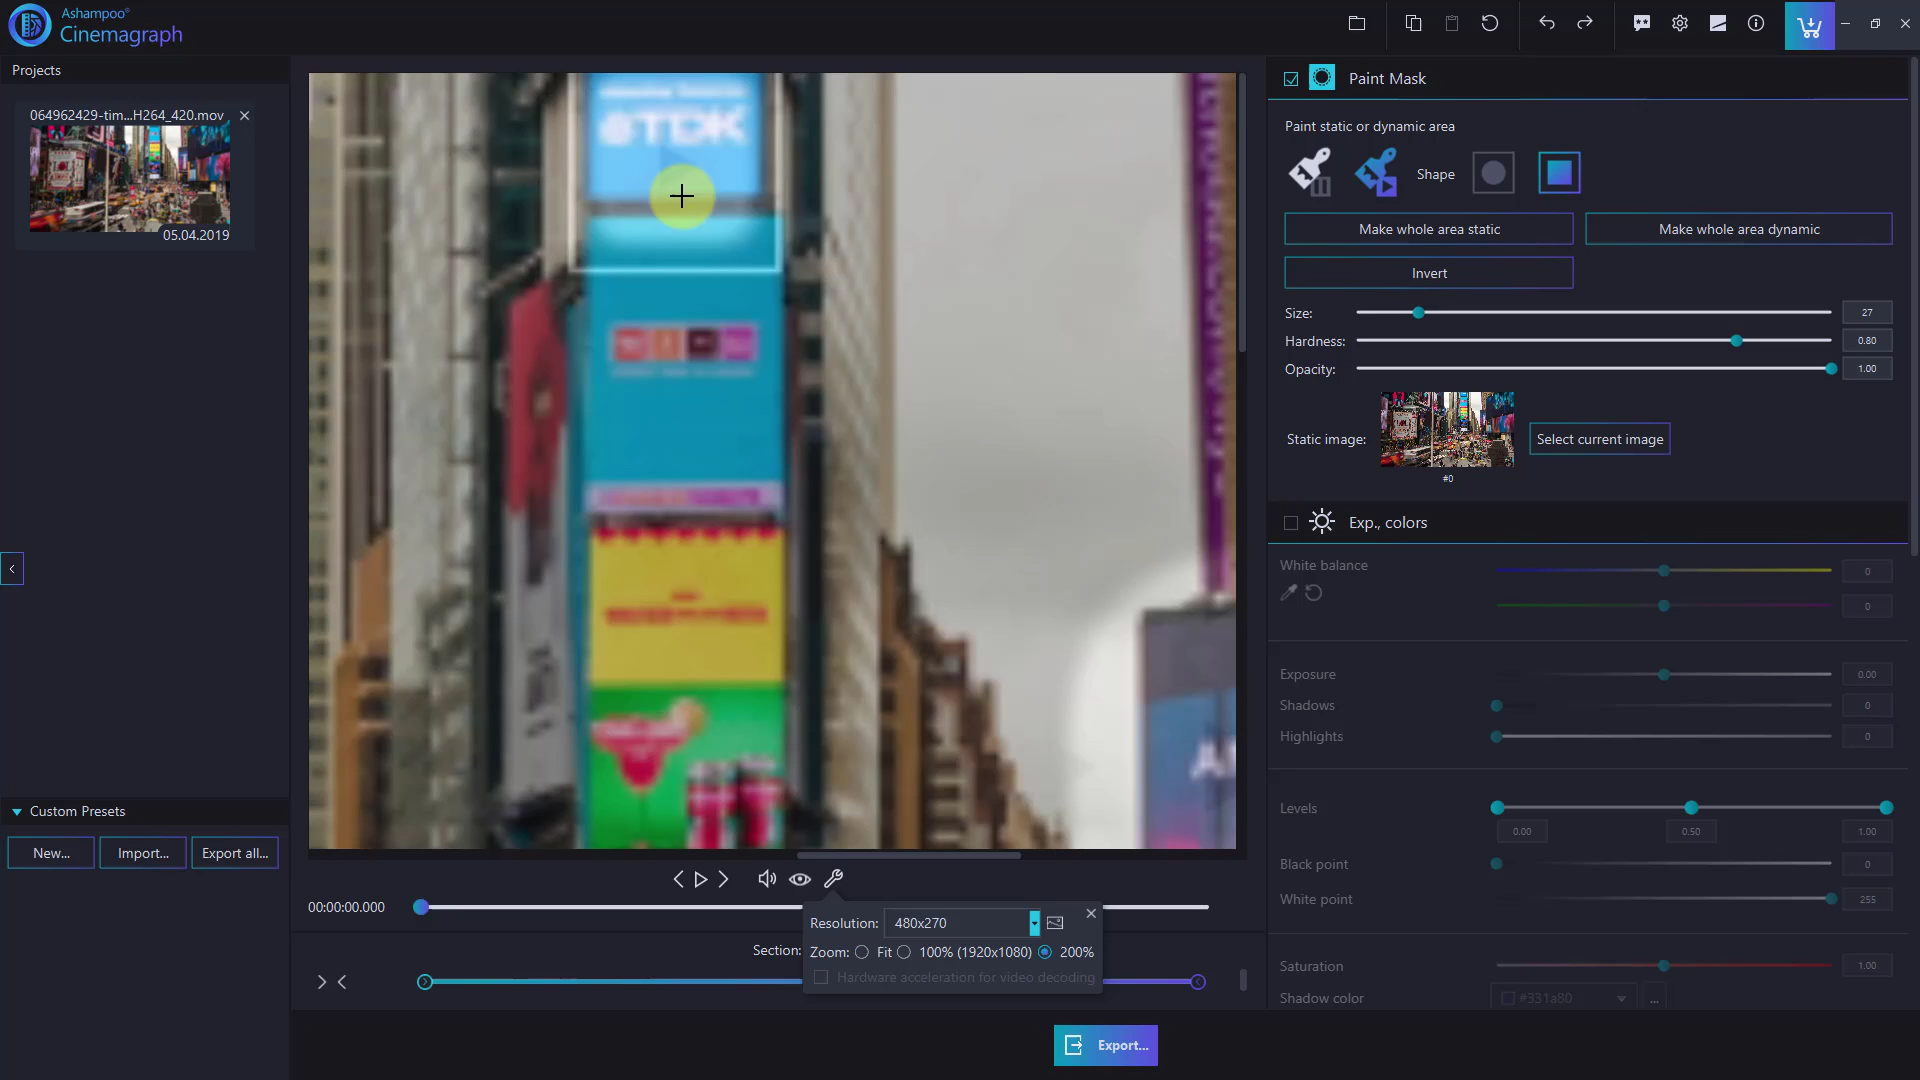 Ashampoo®
Cinemagraph
Projects
064962429-tim...H264_420.mov
05.04.2019
Custom Presets
New...
Import...
Export all...
TDK
00:00:00.000
Resolution:
480x270
Zoom:
Fit
100% (1920x1080)
200%
Hardware acceleration for video decoding
Section:
Export...
Paint Mask
Paint static or dynamic area
Shape
Make whole area static
Make whole area dynamic
Invert
Size:
27
Hardness:
0.80
Opacity:
1.00
Static image:
Select current image
#0
Exp., colors
White balance
0
0
Exposure
0.00
Shadows
0
Highlights
0
Levels
0.00
0.50
1.00
Black point
0
White point
255
Saturation
1.00
Shadow color
#331a80
...